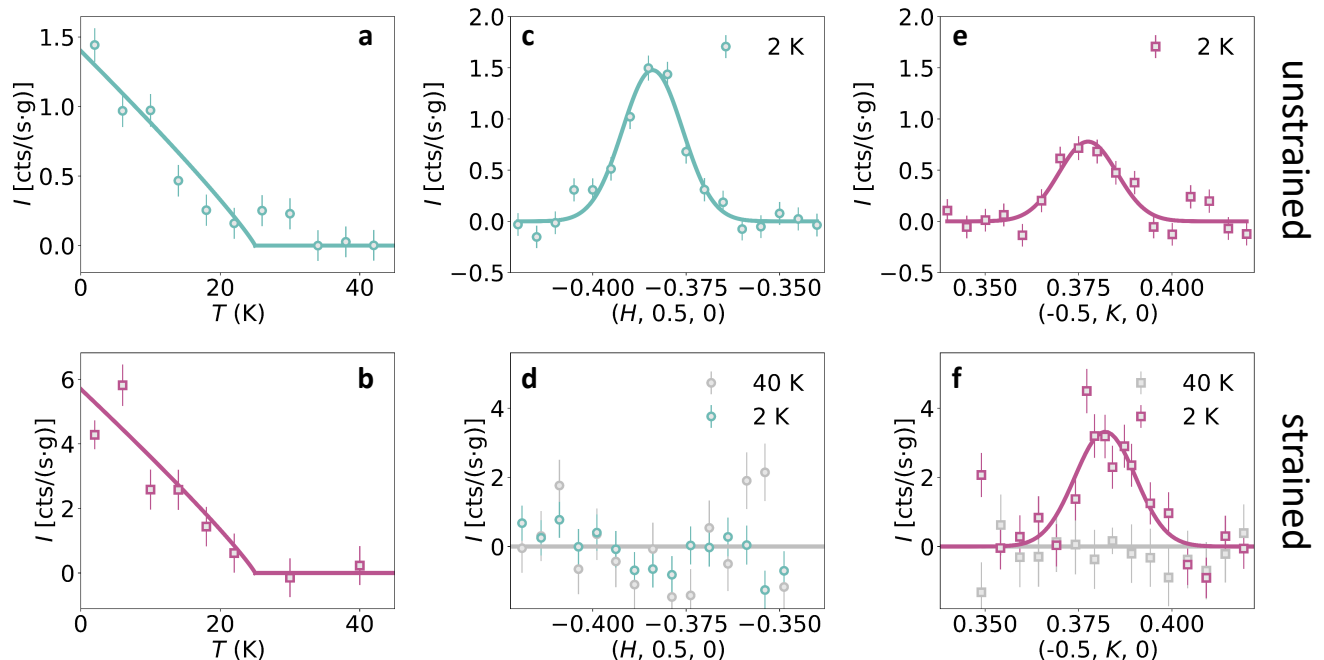 a
1.5
1.0
0.5
0.0
I [cts/(s·g)]
0
20
40
T (K)
c
2 K
2.0
1.5
1.0
0.5
0.0
−0.5
I [cts/(s·g)]
−0.400
−0.375
−0.350
(H, 0.5, 0)
e
2 K
2.0
1.5
1.0
0.5
0.0
−0.5
I [cts/(s·g)]
0.350
0.375
0.400
(-0.5, K, 0)
unstrained
b
6
4
2
0
I [cts/(s·g)]
0
20
40
T (K)
d
40 K
2 K
4
2
0
I [cts/(s·g)]
−0.400
−0.375
−0.350
(H, 0.5, 0)
f
40 K
2 K
4
2
0
I [cts/(s·g)]
0.350
0.375
0.400
(-0.5, K, 0)
strained